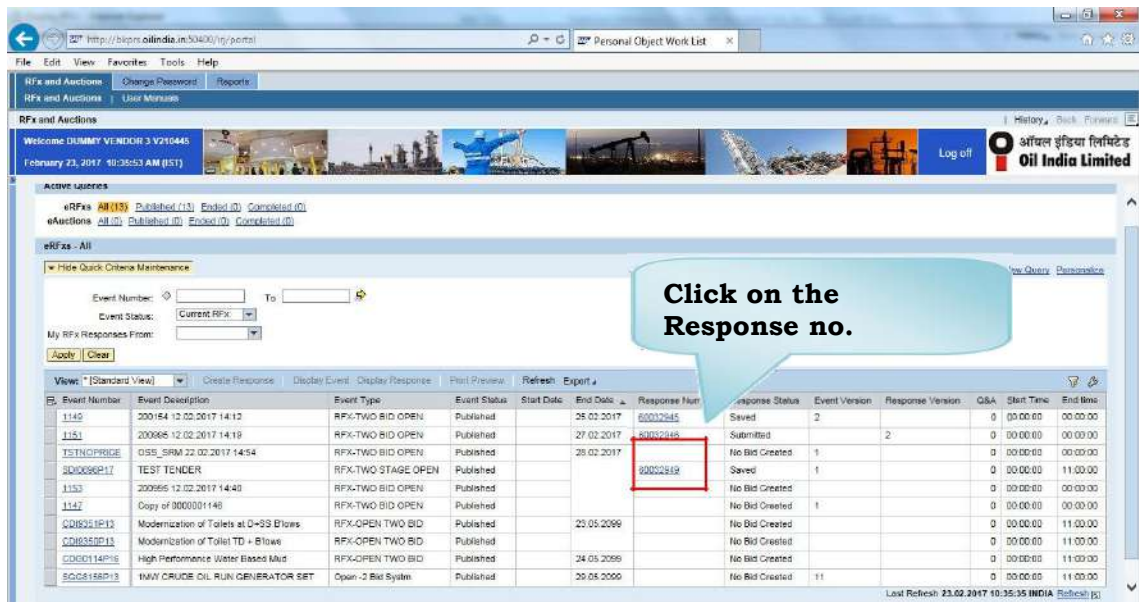 http://bkprs.oilindia.in:50400/irj/portal
Personal Object Work List
File Edit View Favorites Tools Help
RFx and Auctions Change Password Reports
RFx and Auctions | User Manuals
RFx and Auctions
History Back Forward
Welcome DUMMY VENDOR 3 V210445
February 23, 2017 10:35:53 AM (IST)
Log off
ऑयल इंडिया लिमिटेड
Oil India Limited
Active Queries
eRFxs All (13) Published (13) Ended (0) Completed (0)
eAuctions All (0) Published (0) Ended (0) Completed (0)
eRFxs - All
Hide Quick Criteria Maintenance
Query Personalize
Click on the
Response no.
Event Number: To
Event Status: Current RFx
My RFx Responses From:
Apply Clear
View: * [Standard View] Create Response Display Event Display Response Print Preview Refresh Export
Event Number Event Description Event Type Event Status Start Date End Date Response Num Response Status Event Version Response Version Q&A Start Time End time
1149 200154 12.02.2017 14:12 RFX-TWO BID OPEN Published 25.02.2017 60032945 Saved 2 0 00:00:00 00:00:00
1151 200995 12.02.2017 14:19 RFX-TWO BID OPEN Published 27.02.2017 60032946 Submitted 2 0 00:00:00 00:00:00
TSTNOPRICE OSS_SRM 22.02.2017 14:54 RFX-TWO BID OPEN Published 28.02.2017 No Bid Created 1 0 00:00:00 00:00:00
SDI0696P17 TEST TENDER RFX-TWO STAGE OPEN Published 60032949 Saved 1 0 00:00:00 11:00:00
1153 200995 12.02.2017 14:40 RFX-TWO BID OPEN Published No Bid Created 0 00:00:00 00:00:00
1147 Copy of 0000001146 RFX-TWO BID OPEN Published No Bid Created 1 0 00:00:00 00:00:00
CDI9351P13 Modernization of Toilets at D+SS B'lows RFX-OPEN TWO BID Published 23.05.2099 No Bid Created 0 00:00:00 11:00:00
CDI9350P13 Modernization of Toilet TD + B'lows RFX-OPEN TWO BID Published No Bid Created 0 00:00:00 11:00:00
CDG0114P16 High Performance Water Based Mud RFX-OPEN TWO BID Published 24.05.2099 No Bid Created 0 00:00:00 11:00:00
SGC8156P13 1MW CRUDE OIL RUN GENERATOR SET Open -2 Bid Systm Published 29.05.2099 No Bid Created 11 0 00:00:00 11:00:00
Last Refresh 23.02.2017 10:35:35 INDIA Refresh